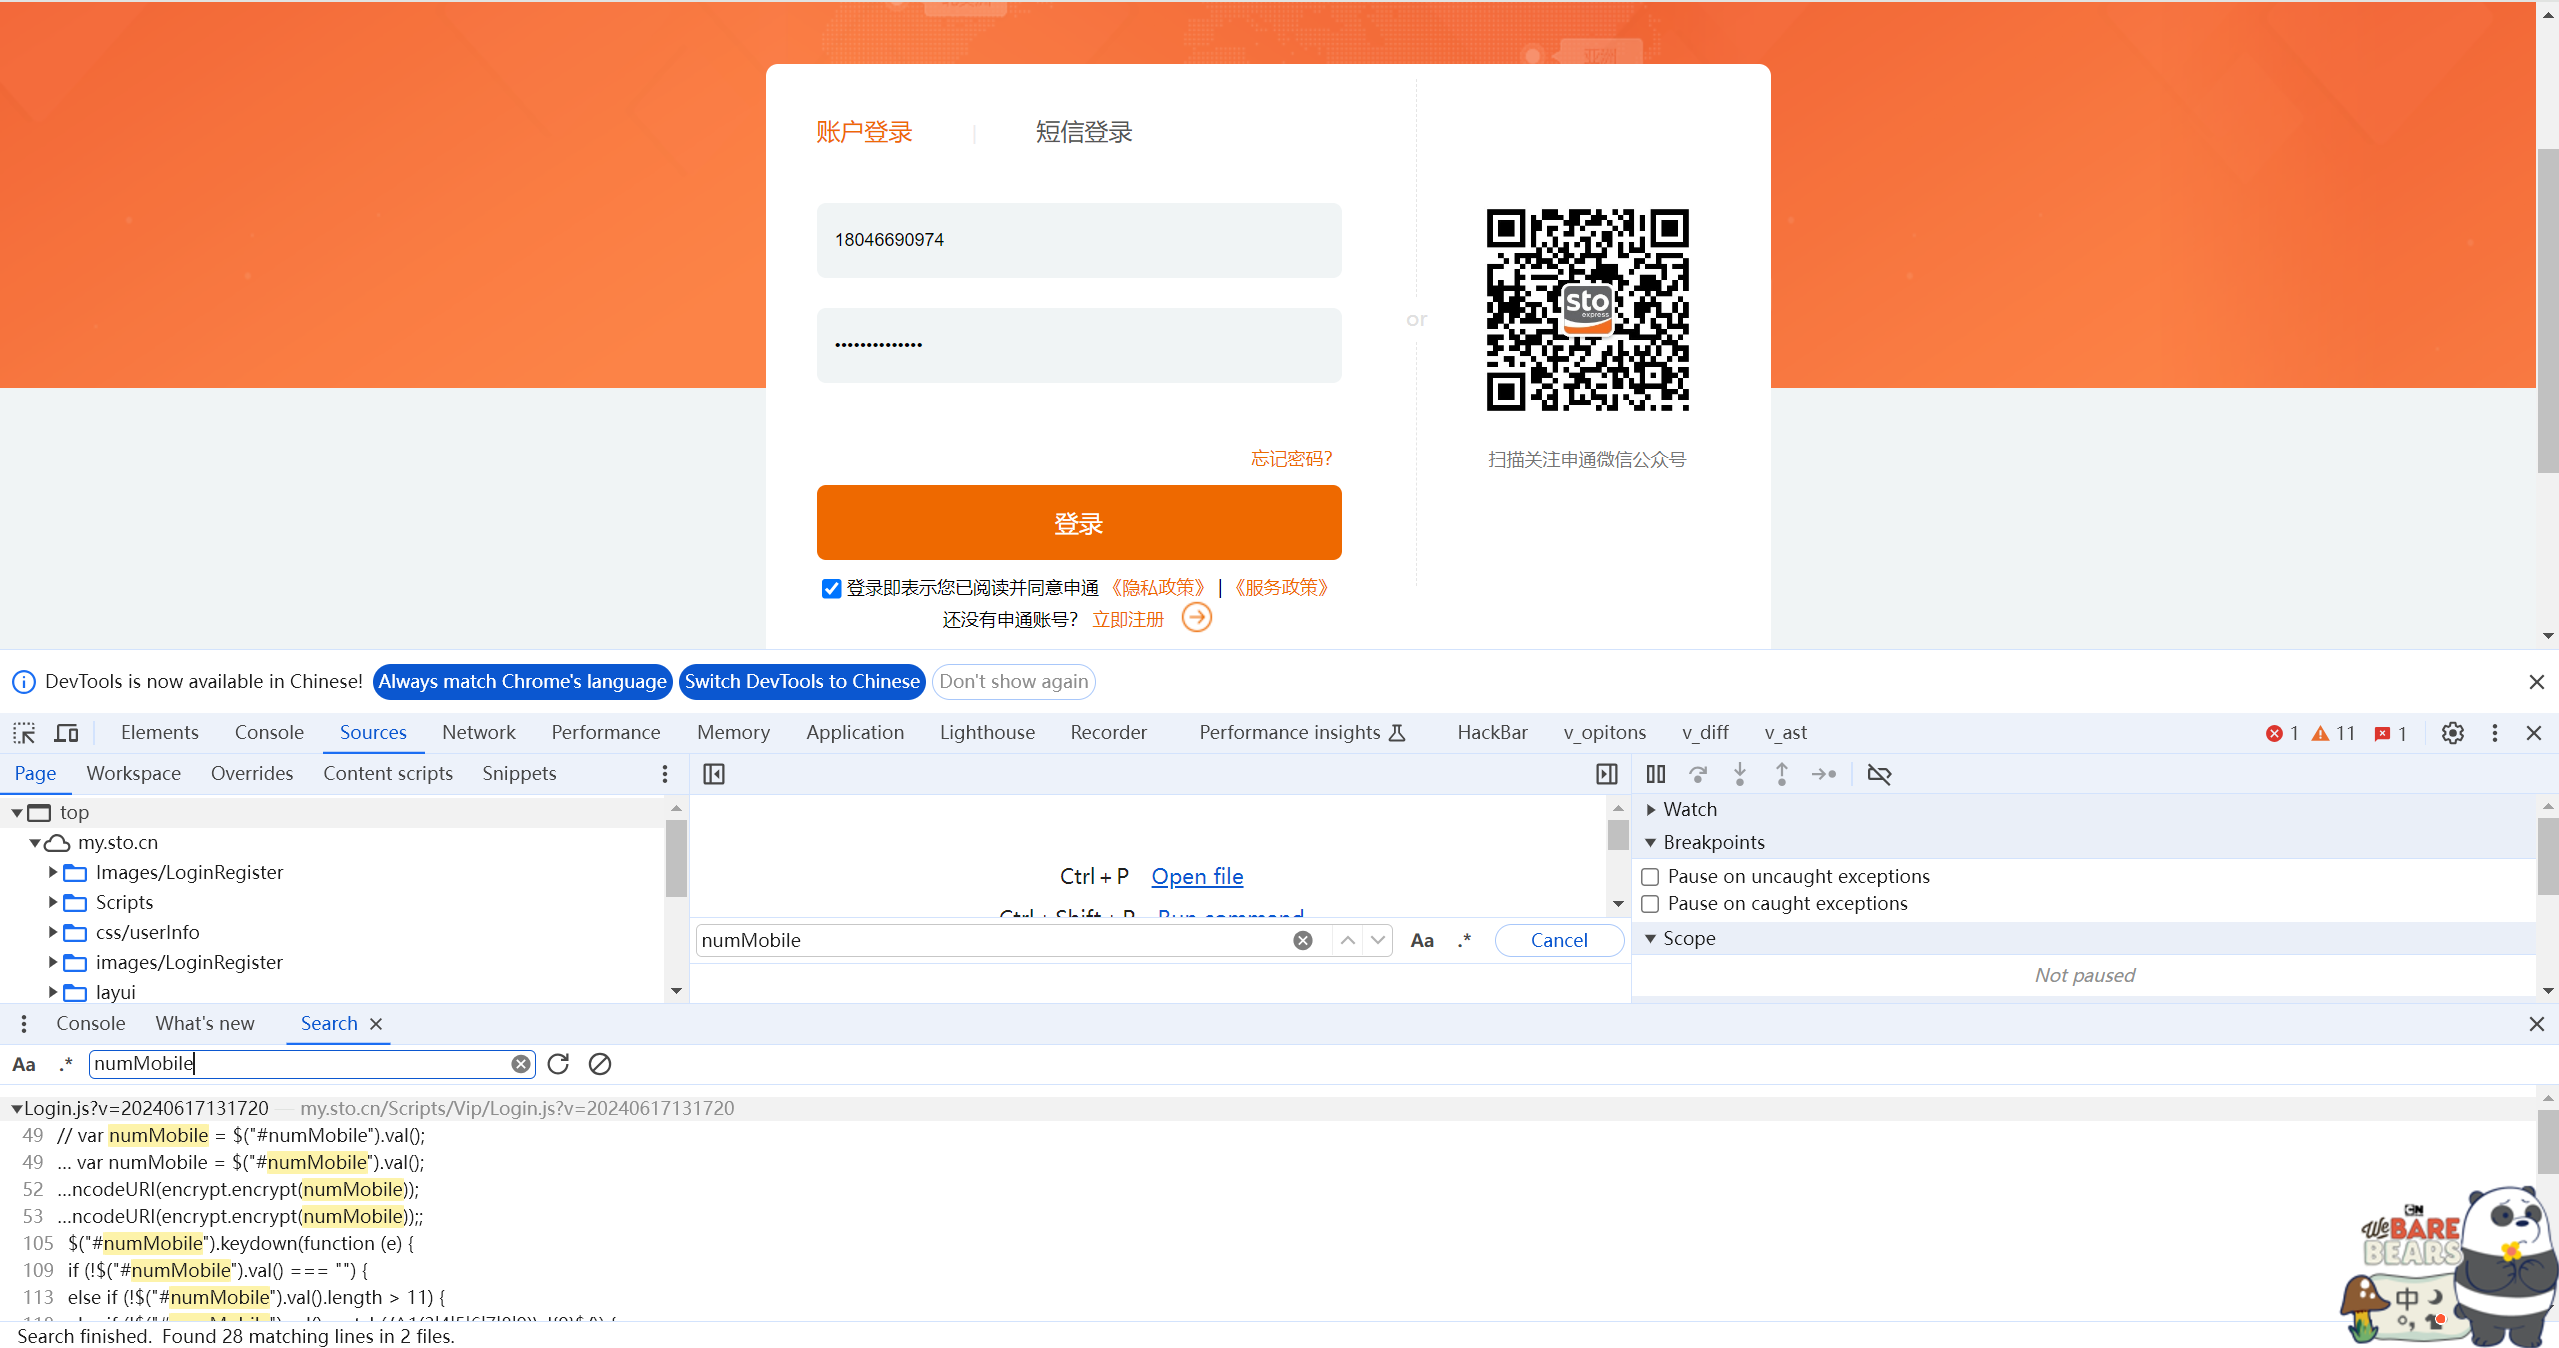 亚洲
账户登录 | 短信登录
18046690974
••••••••••••••
or
sto
express
忘记密码？
扫描关注申通微信公众号
登录
登录即表示您已阅读并同意申通 《隐私政策》 | 《服务政策》
还没有申通账号？ 立即注册
DevTools is now available in Chinese! Always match Chrome's language Switch DevTools to Chinese Don't show again
Elements Console Sources Network Performance Memory Application Lighthouse Recorder Performance insights HackBar v_opitons v_diff v_ast 1 11 1
Page Workspace Overrides Content scripts Snippets
top
my.sto.cn
Images/LoginRegister
Scripts
css/userInfo
images/LoginRegister
layui
Ctrl + P Open file
Ctrl + Shift + P Run command
numMobile Aa .* Cancel
Watch
Breakpoints
Pause on uncaught exceptions
Pause on caught exceptions
Scope
Not paused
Console What's new Search
Aa .* numMobile
Login.js?v=20240617131720 — my.sto.cn/Scripts/Vip/Login.js?v=20240617131720
49 // var numMobile = $("#numMobile").val();
49 ... var numMobile = $("#numMobile").val();
52 ...ncodeURI(encrypt.encrypt(numMobile));
53 ...ncodeURI(encrypt.encrypt(numMobile));;
105 $("#numMobile").keydown(function (e) {
109 if (!$("#numMobile").val() === "") {
113 else if (!$("#numMobile").val().length > 11) {
Search finished. Found 28 matching lines in 2 files.
CN
We BARE
BEARS
中